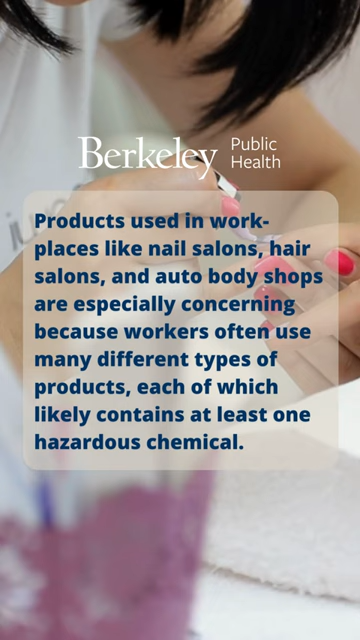 Berkeley Public Health
Products used in work-
places like nail salons, hair
salons, and auto body shops
are especially concerning
because workers often use
many different types of
products, each of which
likely contains at least one
hazardous chemical.